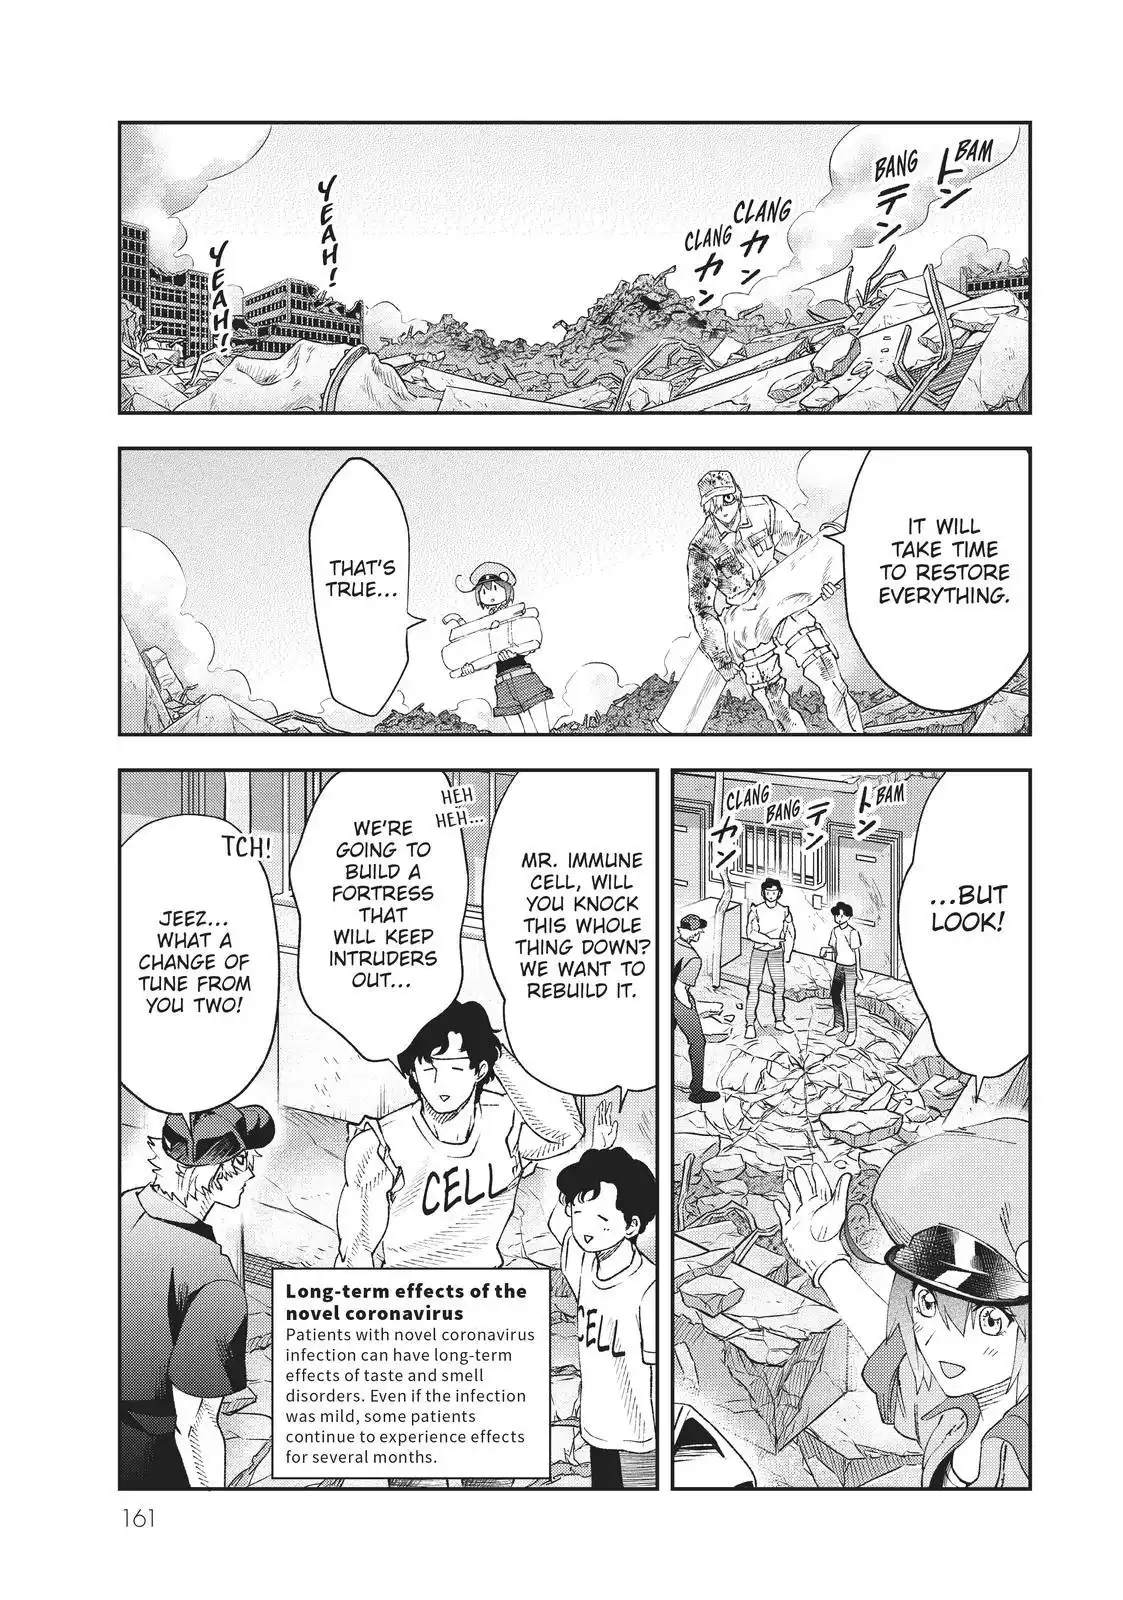 BAM
トン
BANG
テン
CLANG
カン
CLANG
カン
YEAH!
YEAH!
IT WILL
TAKE TIME
TO RESTORE
EVERYTHING.
THAT'S
TRUE...
...BUT
LOOK!
BAM
トン
BANG
テン
CLANG
カン
MR. IMMUNE
CELL, WILL
YOU KNOCK
THIS WHOLE
THING DOWN?
WE WANT TO
REBUILD IT.
HEH
HEH...
WE'RE
GOING TO
BUILD A
FORTRESS
THAT
WILL KEEP
INTRUDERS
OUT...
TCH!
JEEZ...
WHAT A
CHANGE OF
TUNE FROM
YOU TWO!
CELL
CELL
Long-term effects of the
novel coronavirus
Patients with novel coronavirus
infection can have long-term
effects of taste and smell
disorders. Even if the infection
was mild, some patients
continue to experience effects
for several months.
161